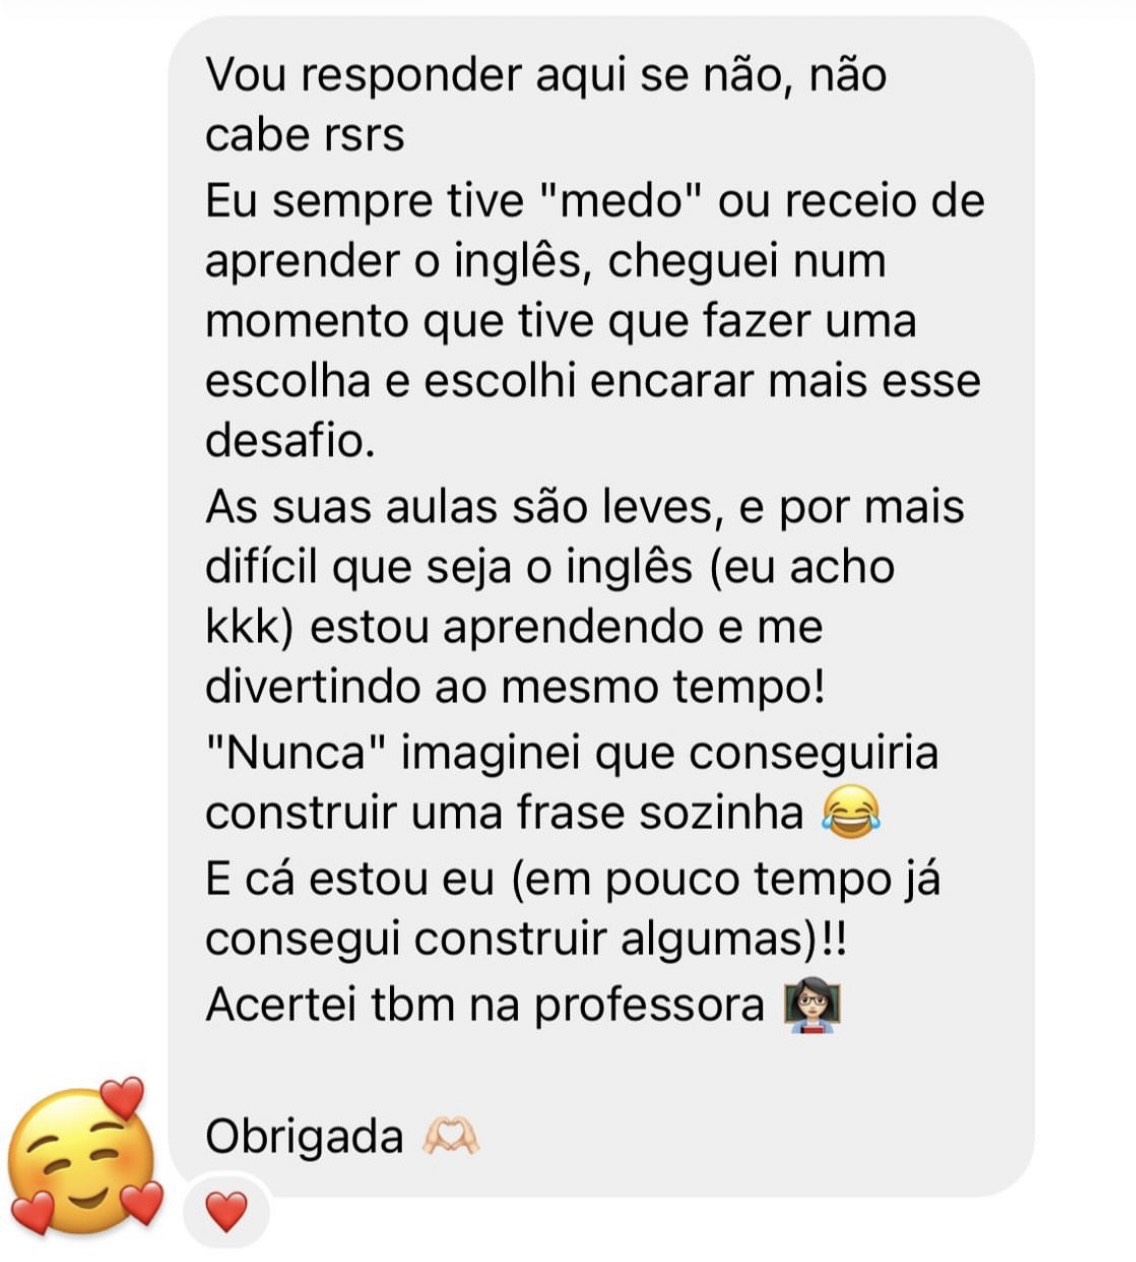 Vou responder aqui se não, não
cabe rsrs
Eu sempre tive "medo" ou receio de
aprender o inglês, cheguei num
momento que tive que fazer uma
escolha e escolhi encarar mais esse
desafio.
As suas aulas são leves, e por mais
difícil que seja o inglês (eu acho
kkk) estou aprendendo e me
divertindo ao mesmo tempo!
"Nunca" imaginei que conseguiria
construir uma frase sozinha 😂
E cá estou eu (em pouco tempo já
consegui construir algumas)!!
Acertei tbm na professora 👩🏻‍🏫
Obrigada 🫶🏻